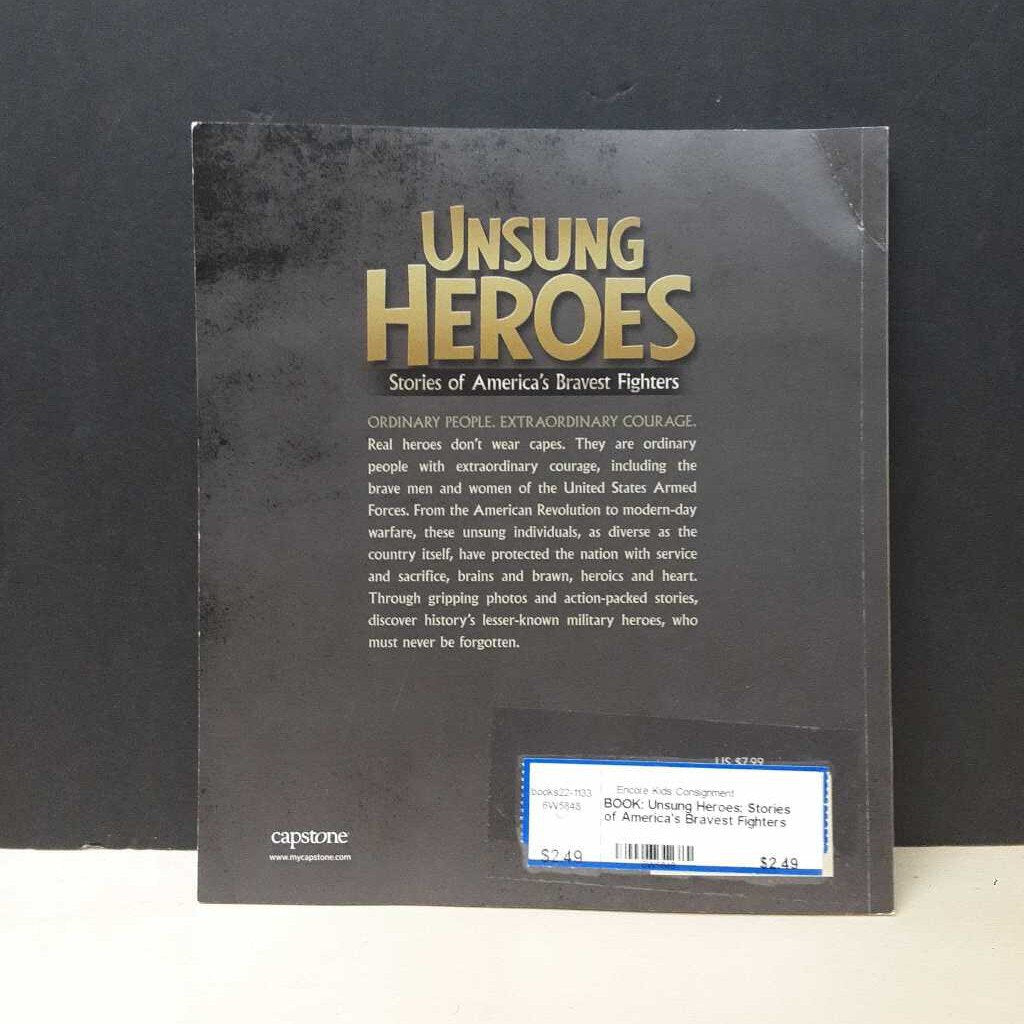 UNSUNG
HEROES
Stories of America's Bravest Fighters
ORDINARY PEOPLE. EXTRAORDINARY COURAGE.
Real heroes don't wear capes. They are ordinary
people with extraordinary courage, including the
brave men and women of the United States Armed
Forces. From the American Revolution to modern-day
warfare, these unsung individuals, as diverse as the
country itself, have protected the nation with service
and sacrifice, brains and brawn, heroics and heart.
Through gripping photos and action-packed stories,
discover history's lesser-known military heroes, who
must never be forgotten.
US $7.99
books22-1133
Encore Kids Consignment
BOOK: Unsung Heroes: Stories
of America's Bravest Fighters
$2.49
$2.49
capstone
www.mycapstone.com